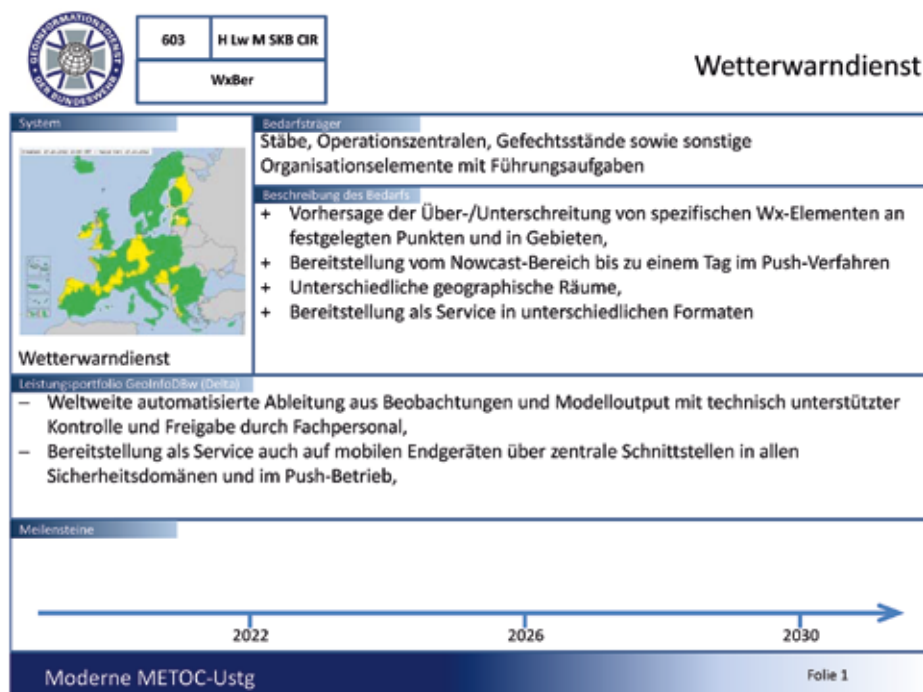 GEOINFORMATIONSDIENST
DER BUNDESWEHR
603
H Lw M SKB CIR
WxBer
Wetterwarndienst
System
Wetterwarndienst
Bedarfsträger
Stäbe, Operationszentralen, Gefechtsstände sowie sonstige
Organisationselemente mit Führungsaufgaben
Beschreibung des Bedarfs
+ Vorhersage der Über-/Unterschreitung von spezifischen Wx-Elementen an
festgelegten Punkten und in Gebieten,
+ Bereitstellung vom Nowcast-Bereich bis zu einem Tag im Push-Verfahren
+ Unterschiedliche geographische Räume,
+ Bereitstellung als Service in unterschiedlichen Formaten
Leistungsportfolio GeoInfoDBw (Delta)
– Weltweite automatisierte Ableitung aus Beobachtungen und Modelloutput mit technisch unterstützter
Kontrolle und Freigabe durch Fachpersonal,
– Bereitstellung als Service auch auf mobilen Endgeräten über zentrale Schnittstellen in allen
Sicherheitsdomänen und im Push-Betrieb,
Meilensteine
2022
2026
2030
Moderne METOC-Ustg
Folie 1